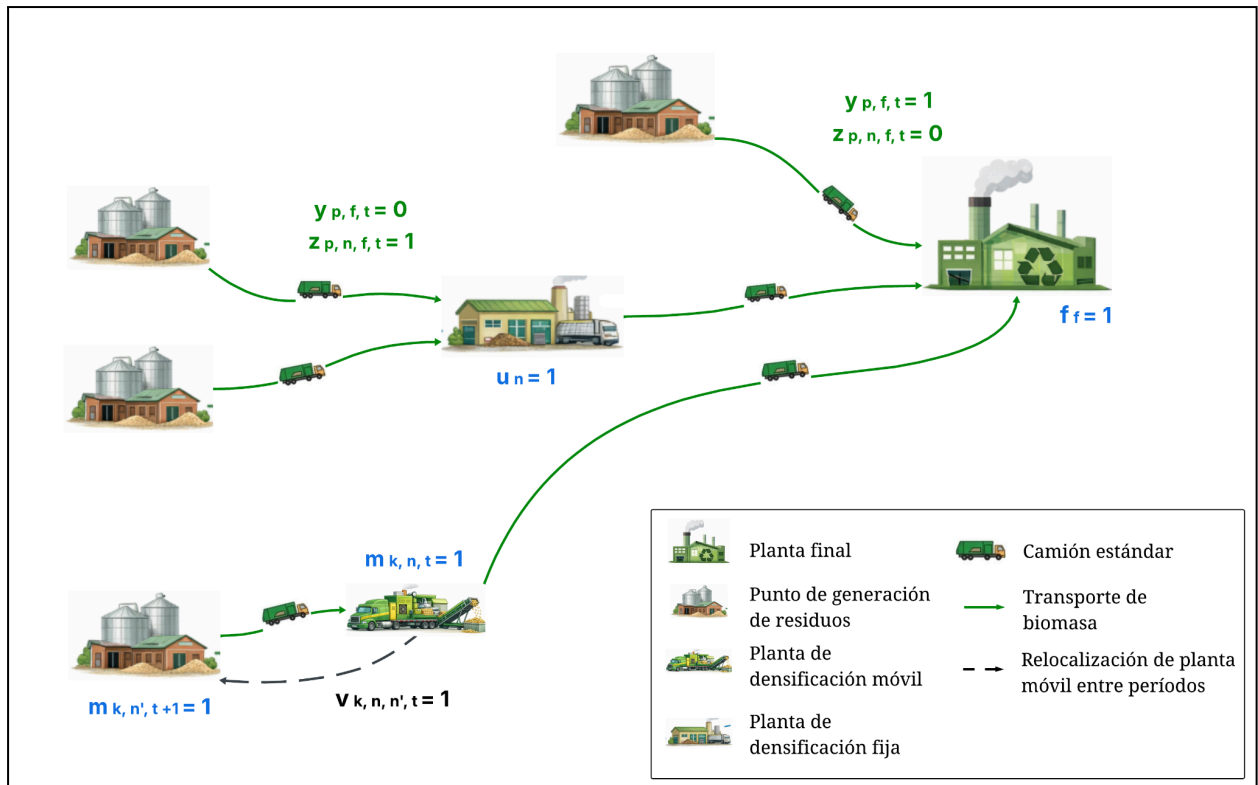 y p, f, t = 1
z p, n, f, t = 0
y p, f, t = 0
z p, n, f, t = 1
f f = 1
u n = 1
m k, n, t = 1
m k, n', t +1 = 1
v k, n, n', t = 1
Planta final
Camión estándar
Punto de generación
de residuos
Transporte de
biomasa
Planta de
densificación móvil
Relocalización de planta
móvil entre períodos
Planta de
densificación fija